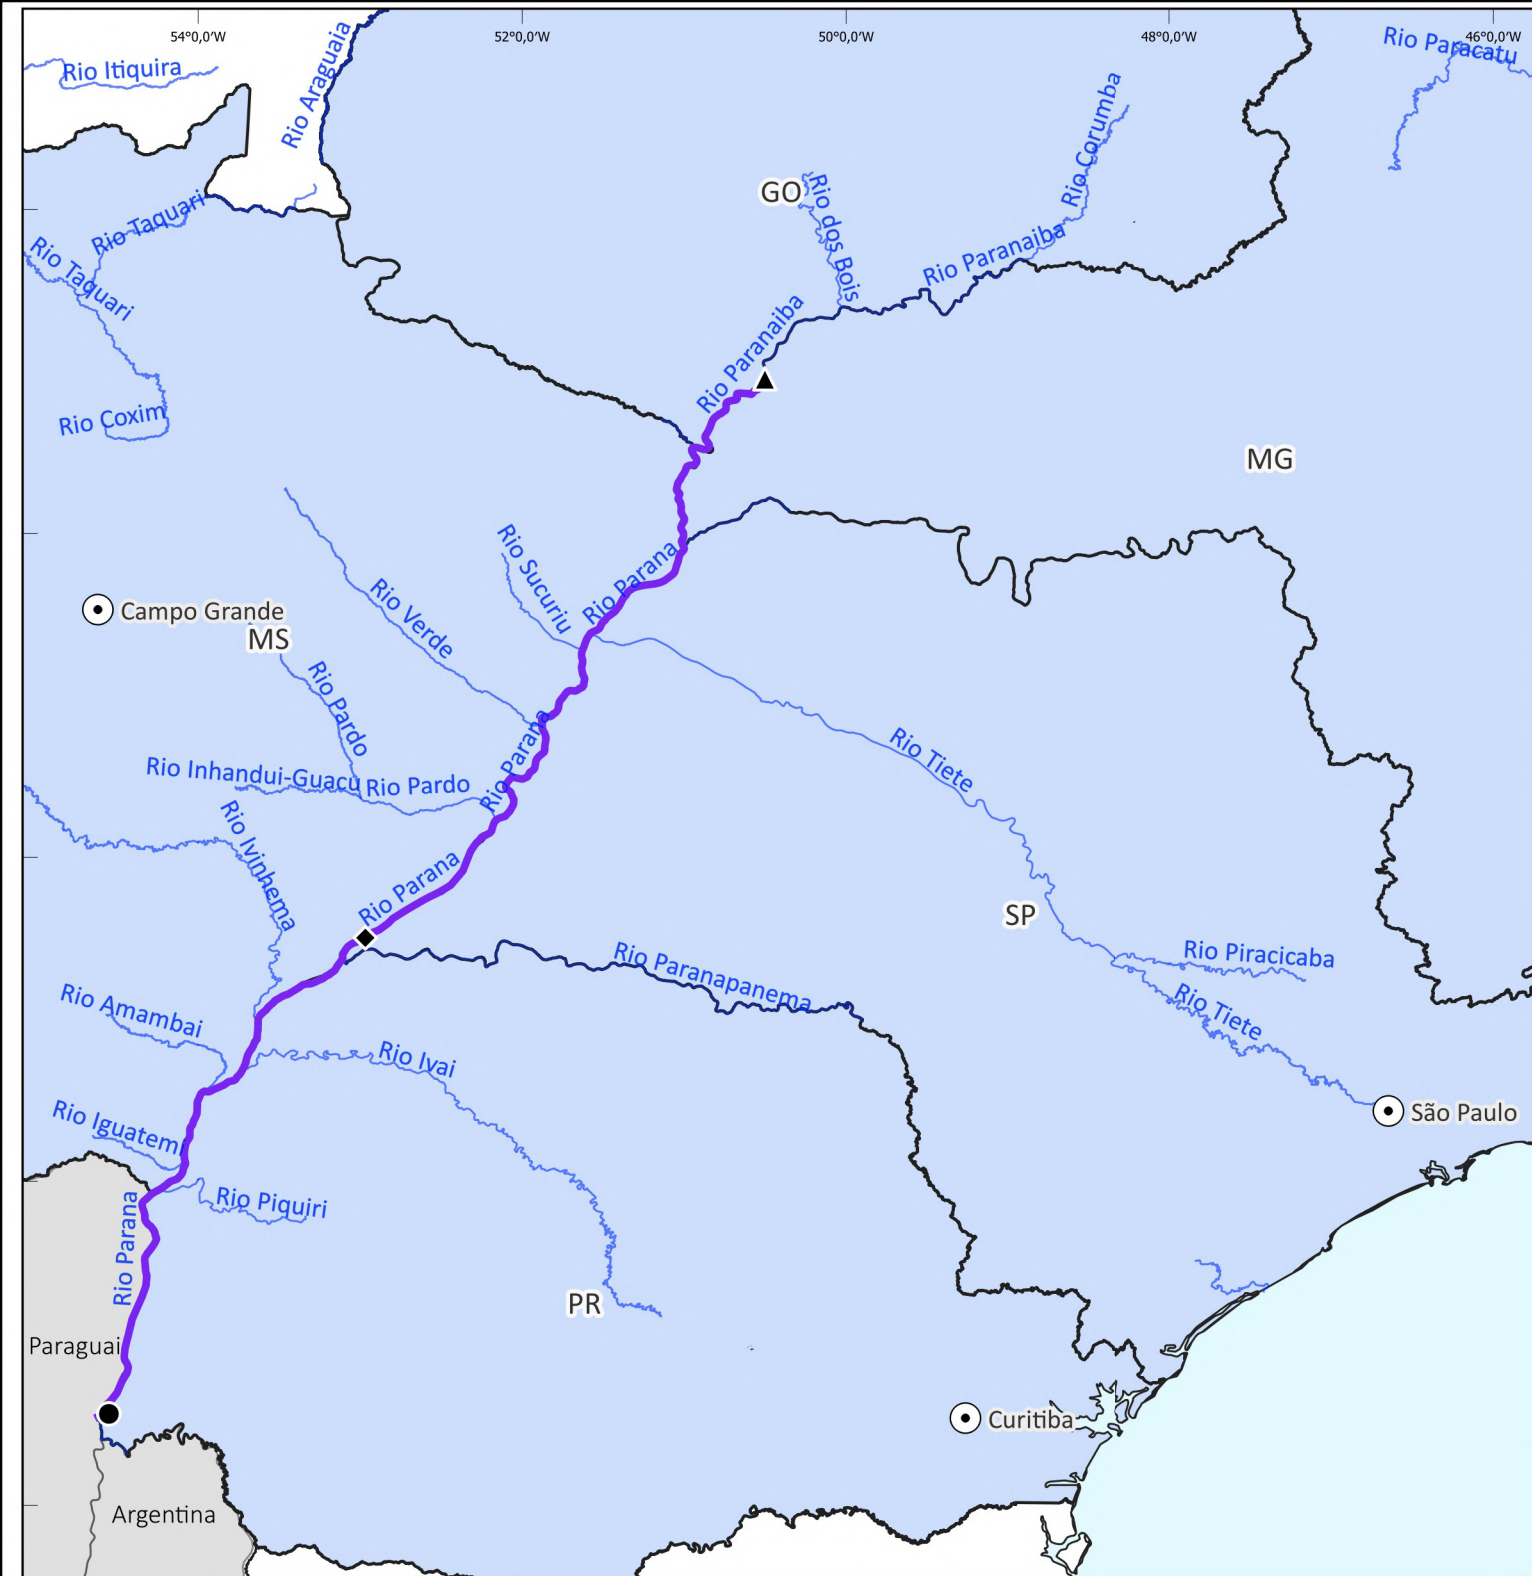 54°0,0'W
52°0,0'W
50°0,0'W
48°0,0'W
46°0,0'W
Rio Itiquira
Rio Araguaia
Rio Paracatu
Rio Corumba
GO
Rio dos Bois
Rio Taquari
Rio Taquari
Rio Paranaiba
Rio Paranaiba
Rio Coxim
MG
Rio Sucuriu
Rio Parana
Rio Verde
Campo Grande
MS
Rio Pardo
Rio Parana
Rio Tiete
Rio Inhandui-Guacu
Rio Pardo
Rio Ivinhema
Rio Parana
SP
Rio Paranapanema
Rio Piracicaba
Rio Tiete
Rio Amambai
Rio Ivai
São Paulo
Rio Iguatemi
Rio Piquiri
Rio Parana
PR
Paraguai
Curitiba
Argentina